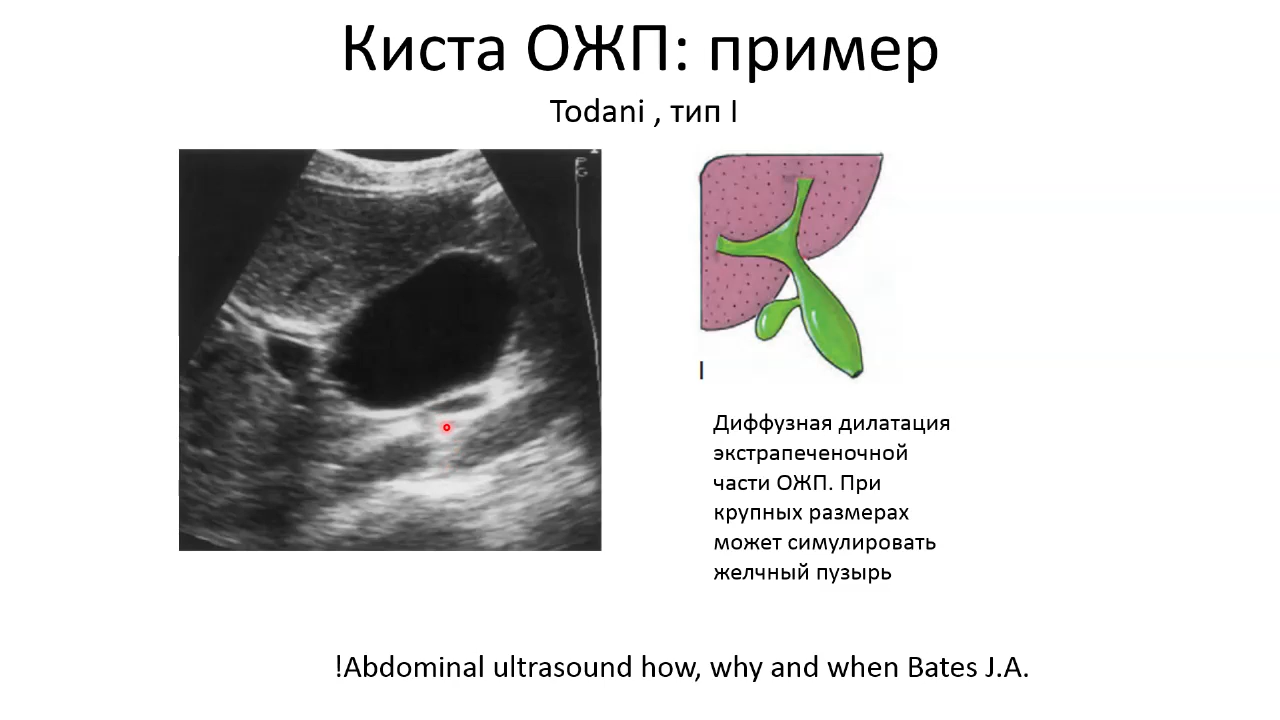 Киста ОЖП: пример
Todani , тип I
I
Диффузная дилатация
экстрапеченочной
части ОЖП. При
крупных размерах
может симулировать
желчный пузырь
!Abdominal ultrasound how, why and when Bates J.A.